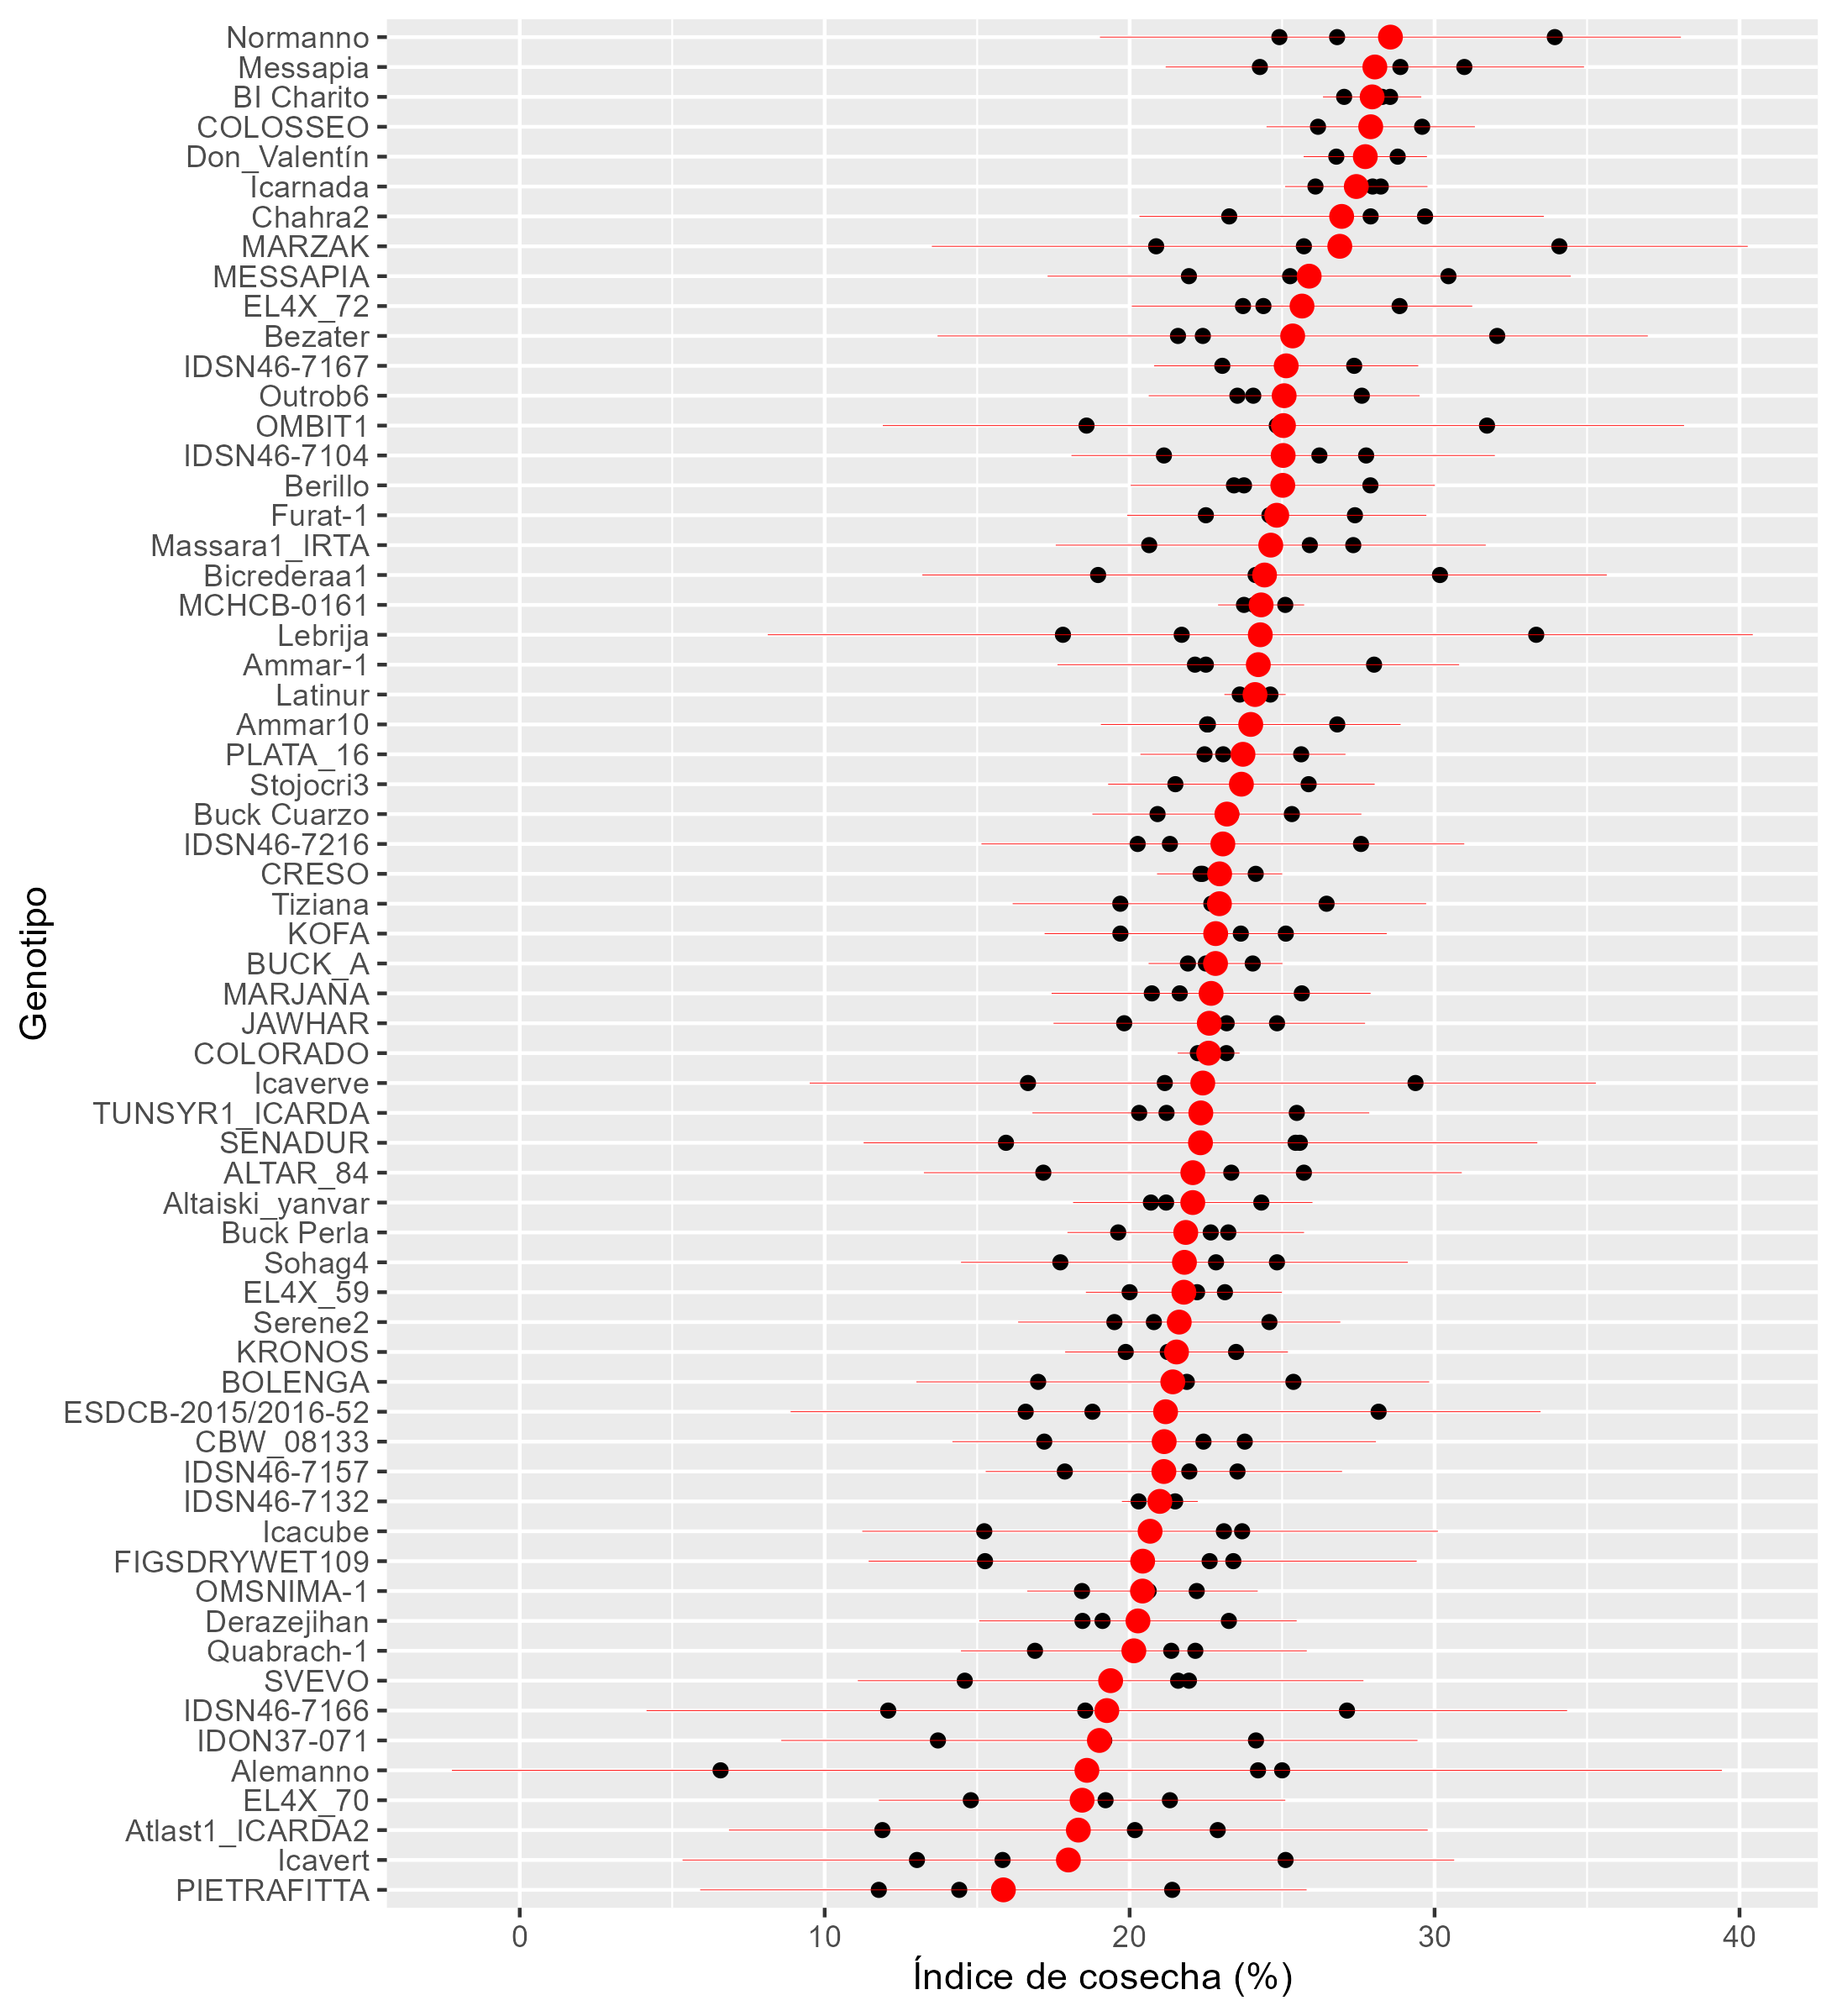 Normanno
Messapia
BI Charito
COLOSSEO
Don_Valentín
Icarnada
Chahra2
MARZAK
MESSAPIA
EL4X_72
Bezater
IDSN46-7167
Outrob6
OMBIT1
IDSN46-7104
Berillo
Furat-1
Massara1_IRTA
Bicrederaa1
MCHCB-0161
Lebrija
Ammar-1
Latinur
Ammar10
PLATA_16
Stojocri3
Buck Cuarzo
IDSN46-7216
CRESO
Tiziana
KOFA
BUCK_A
MARJAÑA
JAWHAR
COLORADO
Icaverve
TUNSYR1_ICARDA
SENADUR
ALTAR_84
Altaiski_yanvar
Buck Perla
Sohag4
EL4X_59
Serene2
KRONOS
BOLENGA
ESDCB-2015/2016-52
CBW_08133
IDSN46-7157
IDSN46-7132
Icacube
FIGSDRYWET109
OMSNIMA-1
Derazejihan
Quabrach-1
SVEVO
IDSN46-7166
IDON37-071
Alemanno
EL4X_70
Atlast1_ICARDA2
Icavert
PIETRAFITTA
Genotipo
0 10 20 30 40
Índice de cosecha (%)